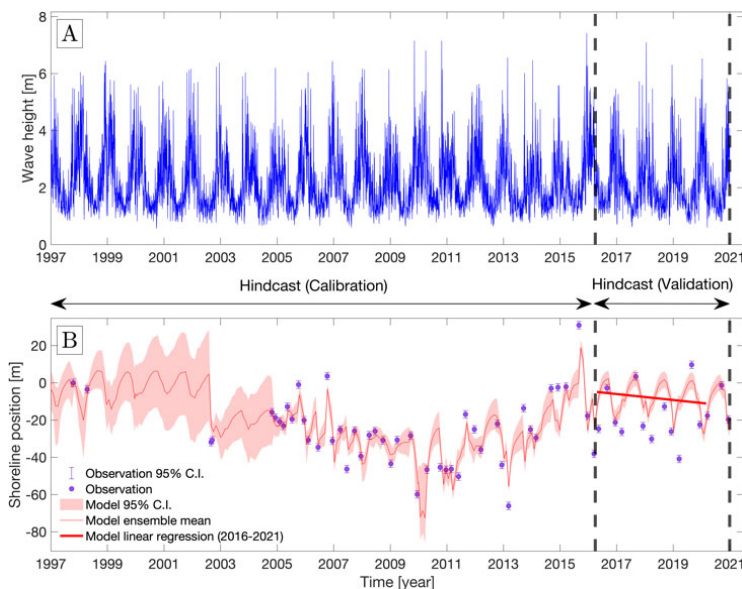 A
Wave height [m]
8
6
4
2
0
1997 1999 2001 2003 2005 2007 2009 2011 2013 2015 2017 2019 2021
Hindcast (Calibration) Hindcast (Validation)
B
Shoreline position [m]
20
0
-20
-40
-60
-80
Observation 95% C.I.
Observation
Model 95% C.I.
Model ensemble mean
Model linear regression (2016-2021)
1997 1999 2001 2003 2005 2007 2009 2011 2013 2015 2017 2019 2021
Time [year]